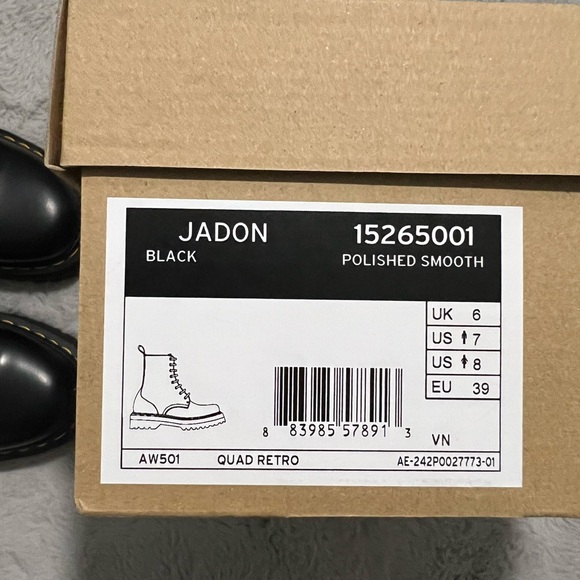 JADON 15265001
BLACK POLISHED SMOOTH
UK 6
US 7
US 8
EU 39
8 83985 57891 3
VN
AW501 QUAD RETRO AE-242P0027773-01